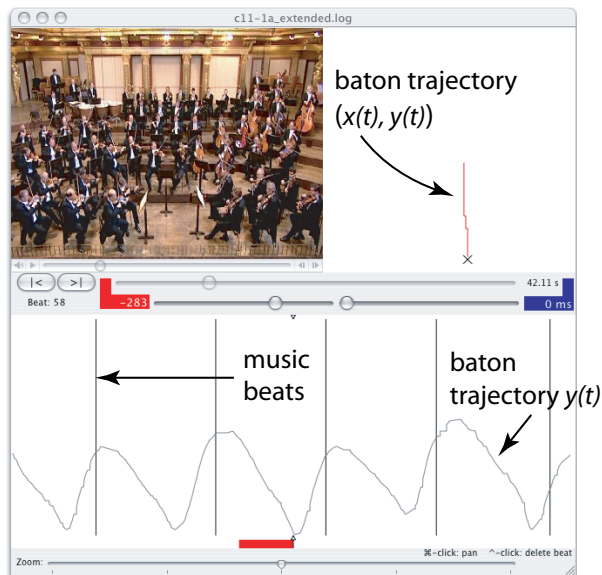 c11-1a_extended.log
baton trajectory
(x(t), y(t))
|<
>|
42.11 s
Beat: 58
-283
0 ms
music
beats
baton
trajectory y(t)
⌘-click: pan ^-click: delete beat
Zoom: